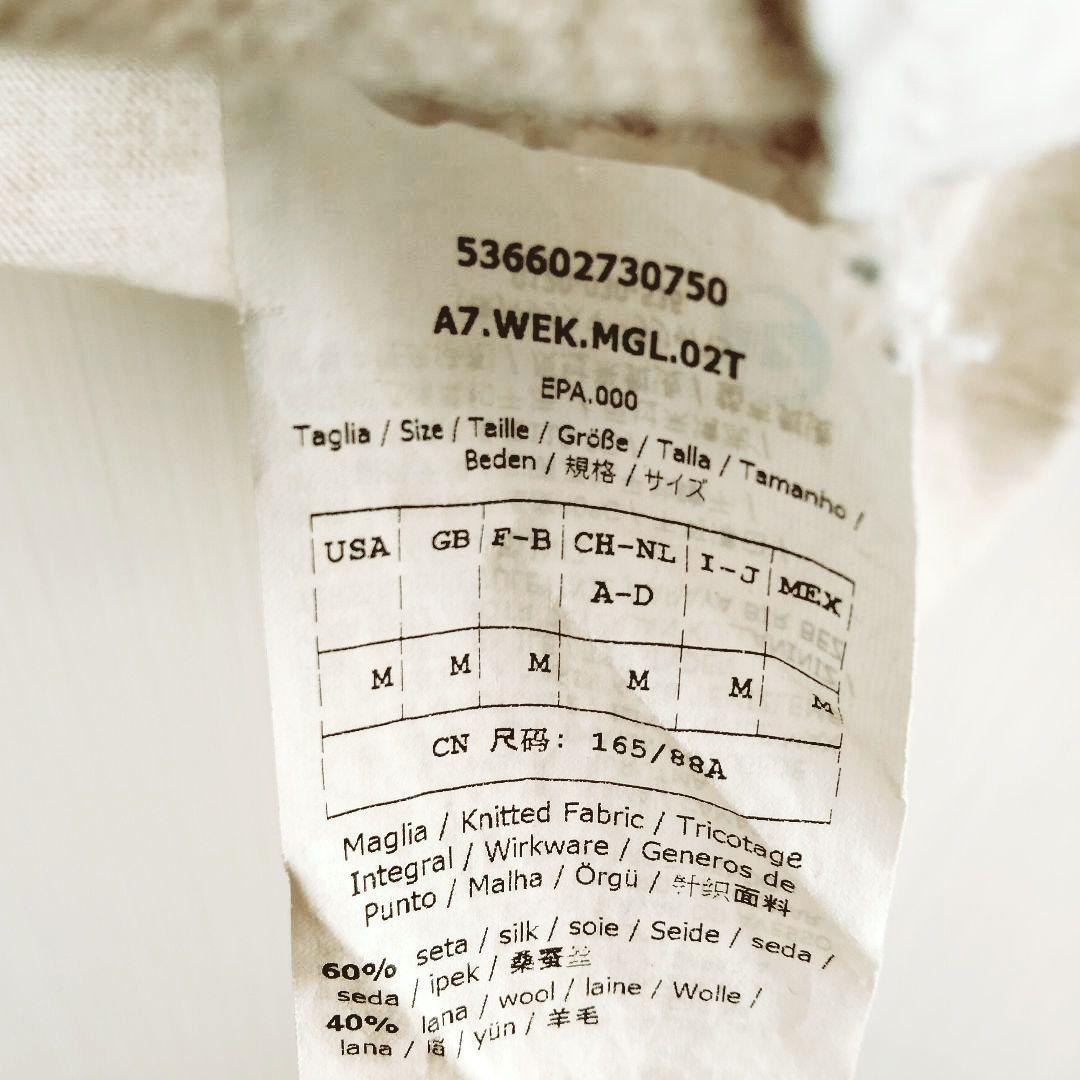 536602730750
A7.WEK.MGL.02T
EPA.000
Taglia / Size / Taille / Größe / Talla / Tamanho /
Beden / 規格 / サイズ
USA GB F-B CH-NL I-J MEX
A-D
M M M M M M
CN 尺码: 165/88A
Maglia / Knitted Fabric / Tricotage
Integral / Wirkware / Generos de
Punto / Malha / Örgü / 针织面料
60% seta / silk / soie / Seide / seda /
seda / ipek / 桑蚕丝
40% lana / wool / laine / Wolle /
lana / lã / yün / 羊毛